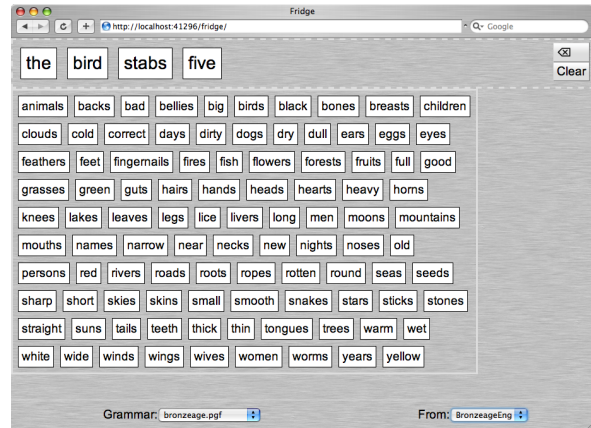 Fridge
http://localhost:41296/fridge/ Google
the bird stabs five
Clear
animals backs bad bellies big birds black bones breasts children
clouds cold correct days dirty dogs dry dull ears eggs eyes
feathers feet fingernails fires fish flowers forests fruits full good
grasses green guts hairs hands heads hearts heavy horns
knees lakes leaves legs lice livers long men moons mountains
mouths names narrow near necks new nights noses old
persons red rivers roads roots ropes rotten round seas seeds
sharp short skies skins small smooth snakes stars sticks stones
straight suns tails teeth thick thin tongues trees warm wet
white wide winds wings wives women worms years yellow
Grammar: bronzeage.pgf From: BronzeageEng